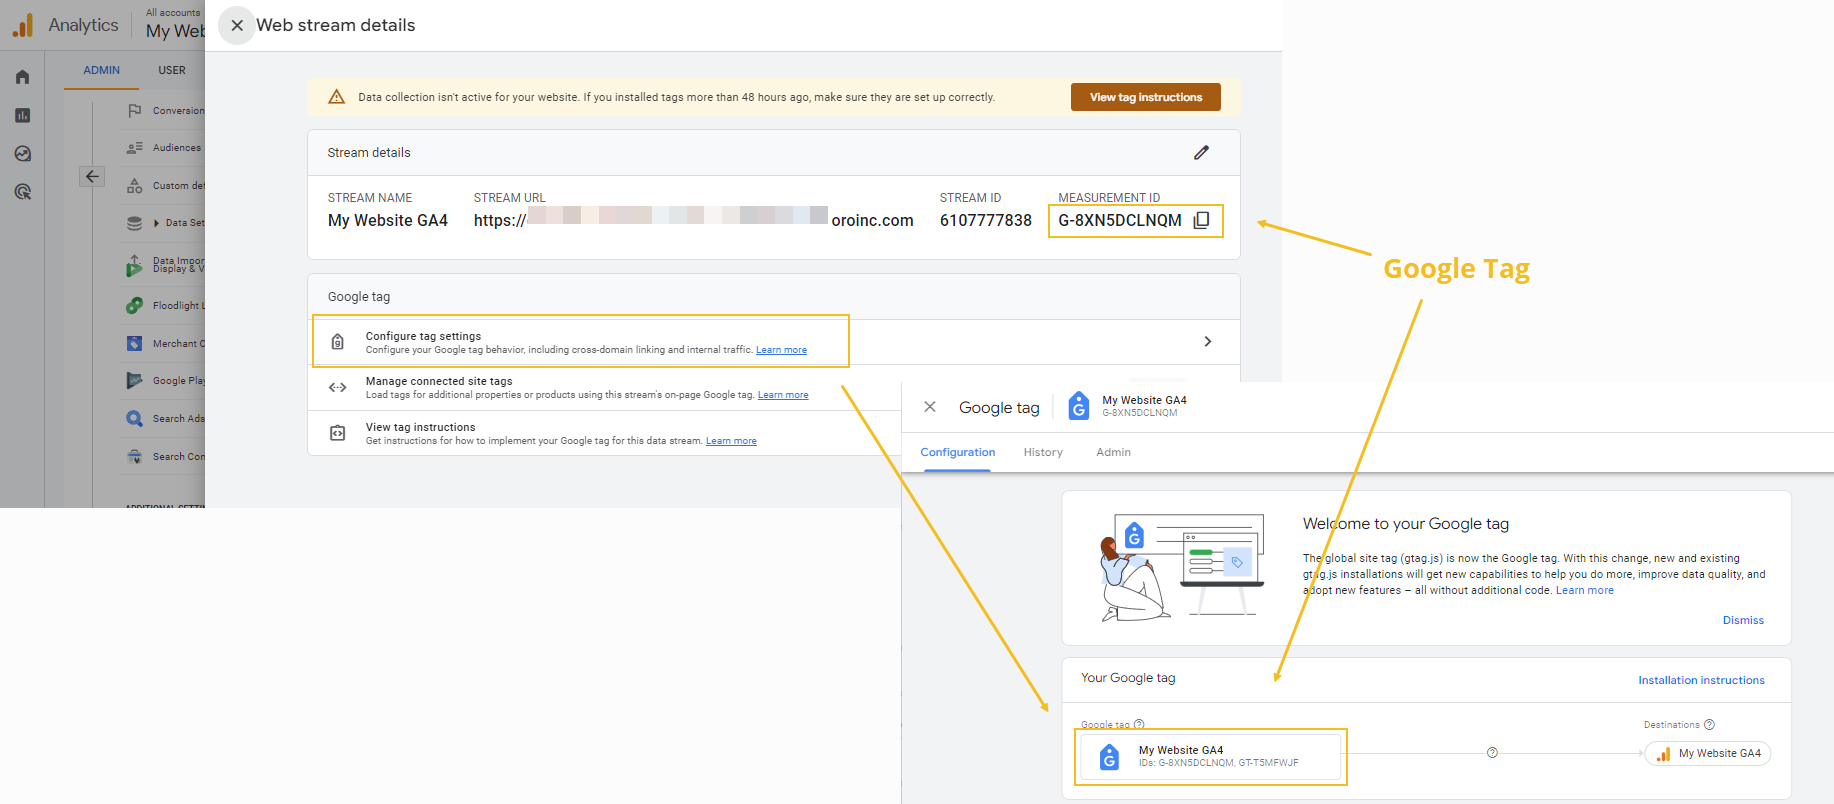 Analytics
All accounts
My Web
ADMIN
USER
Conversion
Audiences
Custom def
Data Set
Data Impor
Display & V
Floodlight L
Merchant C
Google Play
Search Ads
Search Con
Web stream details
Data collection isn't active for your website. If you installed tags more than 48 hours ago, make sure they are set up correctly.
View tag instructions
Stream details
STREAM NAME
STREAM URL
STREAM ID
MEASUREMENT ID
My Website GA4
https://
oroinc.com
6107777838
G-8XN5DCLNQM
Google tag
Configure tag settings
Configure your Google tag behavior, including cross-domain linking and internal traffic. Learn more
Manage connected site tags
Load tags for additional properties or products using this stream's on-page Google tag. Learn more
View tag instructions
Get instructions for how to implement your Google tag for this data stream. Learn more
Google Tag
Google tag
My Website GA4
G-8XN5DCLNQM
Configuration
History
Admin
Welcome to your Google tag
The global site tag (gtag.js) is now the Google tag. With this change, new and existing
gtag.js installations will get new capabilities to help you do more, improve data quality, and
adopt new features – all without additional code. Learn more
Dismiss
Your Google tag
Installation instructions
Google tag
Destinations
My Website GA4
IDs: G-8XN5DCLNQM, GT-T5MFWJF
My Website GA4